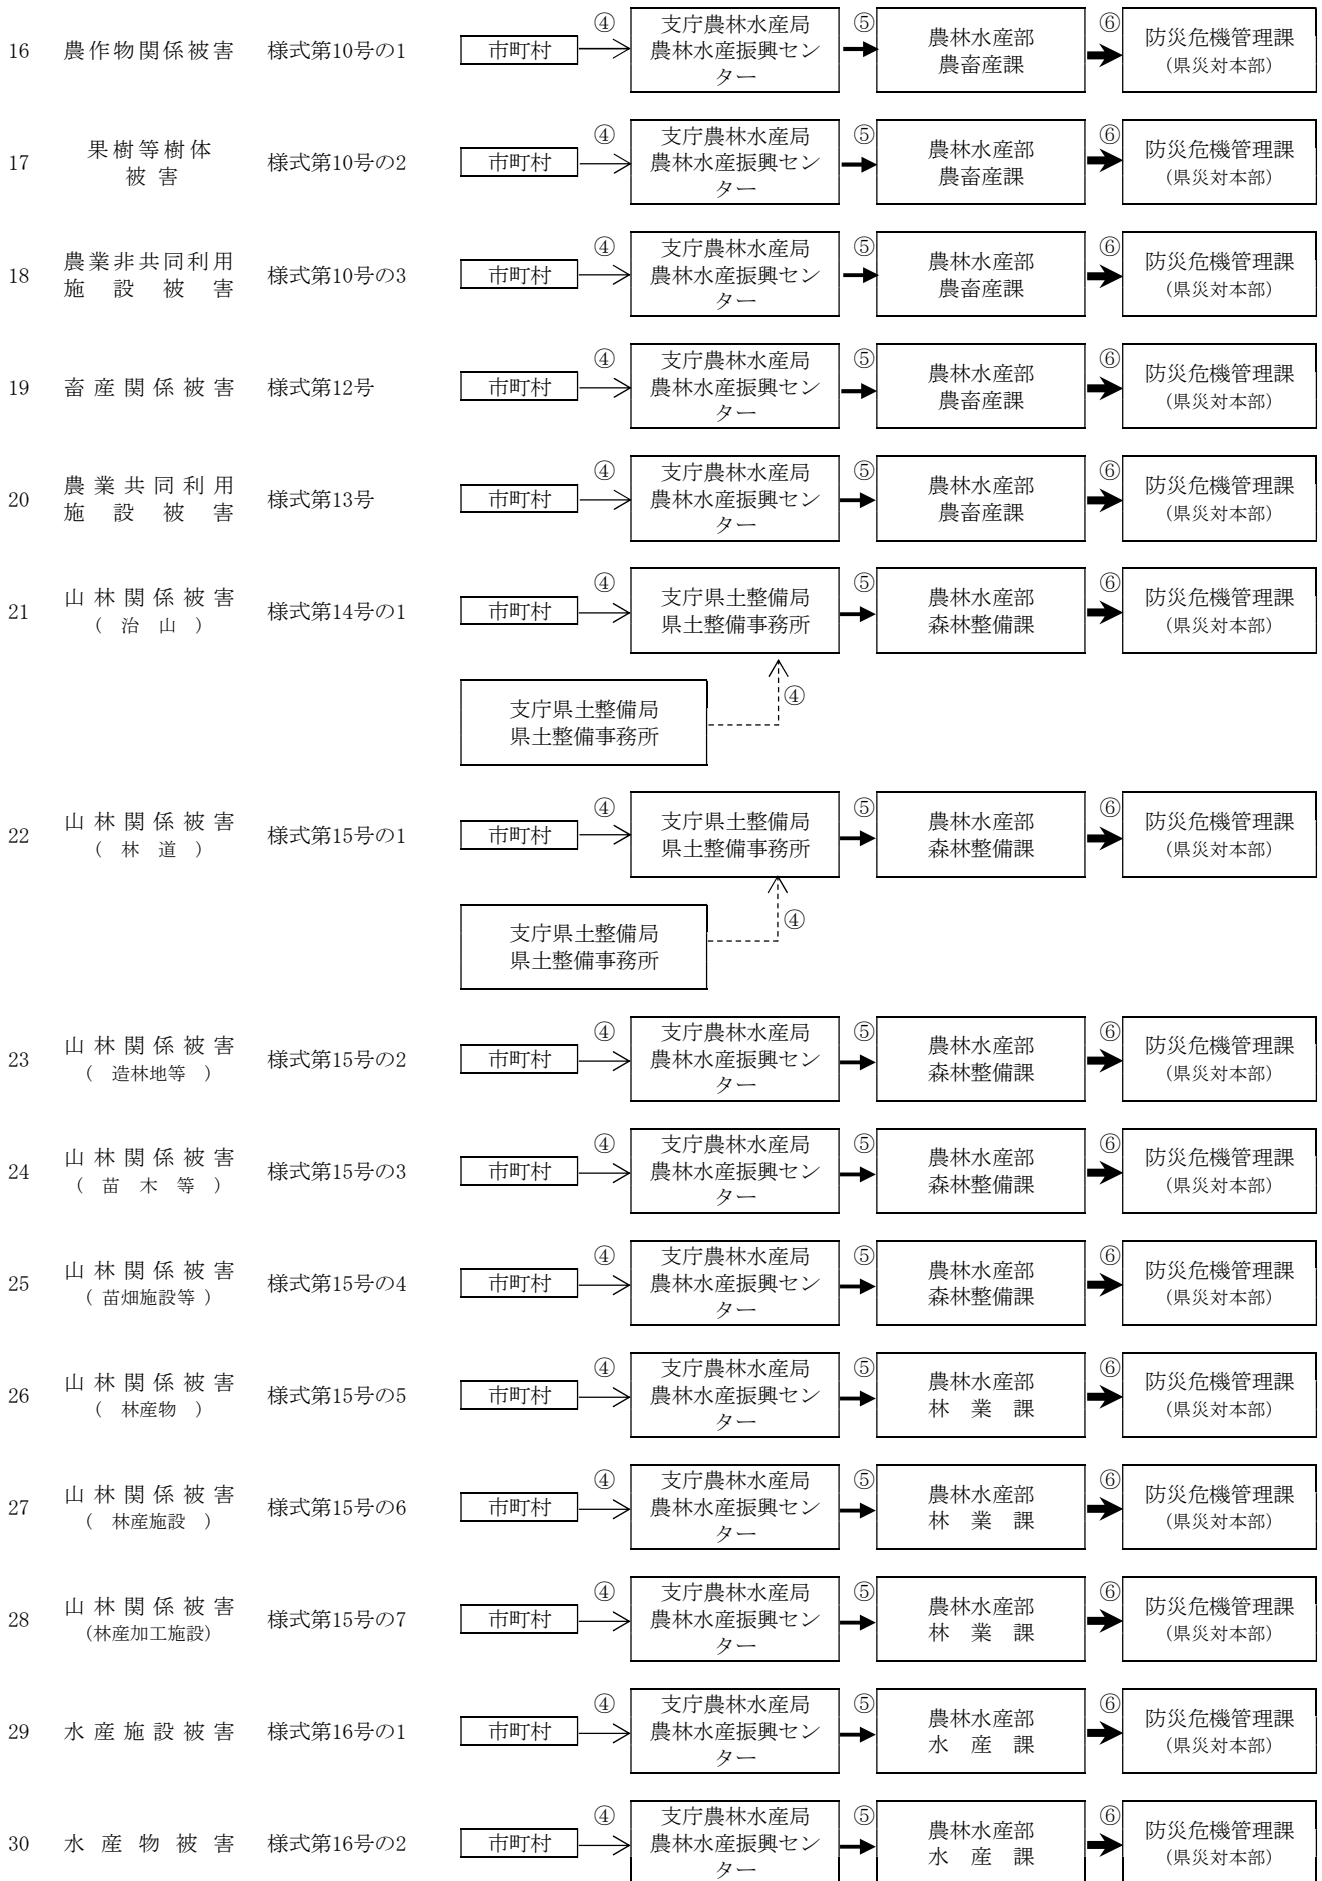 ④ 支庁農林水産局 ⑤ ⑥
16 農作物関係被害 様式第10号の1 市町村 農林水産振興セン 農林水産部 防災危機管理課
ター 農畜産課 (県災対本部)
④ 支庁農林水産局 ⑤ ⑥
17 果樹等樹体 様式第10号の2 市町村 農林水産振興セン 農林水産部 防災危機管理課
被害 ター 農畜産課 (県災対本部)
④ 支庁農林水産局 ⑤ ⑥
18 農業非共同利用 様式第10号の3 市町村 農林水産振興セン 農林水産部 防災危機管理課
施設被害 ター 農畜産課 (県災対本部)
④ 支庁農林水産局 ⑤ ⑥
19 畜産関係被害 様式第12号 市町村 農林水産振興セン 農林水産部 防災危機管理課
ター 農畜産課 (県災対本部)
④ 支庁農林水産局 ⑤ ⑥
20 農業共同利用 様式第13号 市町村 農林水産振興セン 農林水産部 防災危機管理課
施設被害 ター 農畜産課 (県災対本部)
④ ⑤ ⑥
21 山林関係被害 様式第14号の1 市町村 支庁県土整備局 農林水産部 防災危機管理課
(治山) 県土整備事務所 森林整備課 (県災対本部)
④
支庁県土整備局
県土整備事務所
④ ⑤ ⑥
22 山林関係被害 様式第15号の1 市町村 支庁県土整備局 農林水産部 防災危機管理課
(林道) 県土整備事務所 森林整備課 (県災対本部)
④
支庁県土整備局
県土整備事務所
④ 支庁農林水産局 ⑤ ⑥
23 山林関係被害 様式第15号の2 市町村 農林水産振興セン 農林水産部 防災危機管理課
(造林地等) ター 森林整備課 (県災対本部)
④ 支庁農林水産局 ⑤ ⑥
24 山林関係被害 様式第15号の3 市町村 農林水産振興セン 農林水産部 防災危機管理課
(苗木等) ター 森林整備課 (県災対本部)
④ 支庁農林水産局 ⑤ ⑥
25 山林関係被害 様式第15号の4 市町村 農林水産振興セン 農林水産部 防災危機管理課
(苗畑施設等) ター 森林整備課 (県災対本部)
④ 支庁農林水産局 ⑤ ⑥
26 山林関係被害 様式第15号の5 市町村 農林水産振興セン 農林水産部 防災危機管理課
(林産物) ター 林業課 (県災対本部)
④ 支庁農林水産局 ⑤ ⑥
27 山林関係被害 様式第15号の6 市町村 農林水産振興セン 農林水産部 防災危機管理課
(林産施設) ター 林業課 (県災対本部)
④ 支庁農林水産局 ⑤ ⑥
28 山林関係被害 様式第15号の7 市町村 農林水産振興セン 農林水産部 防災危機管理課
(林産加工施設) ター 林業課 (県災対本部)
④ 支庁農林水産局 ⑤ ⑥
29 水産施設被害 様式第16号の1 市町村 農林水産振興セン 農林水産部 防災危機管理課
ター 水産課 (県災対本部)
④ 支庁農林水産局 ⑤ ⑥
30 水産物被害 様式第16号の2 市町村 農林水産振興セン 農林水産部 防災危機管理課
ター 水産課 (県災対本部)